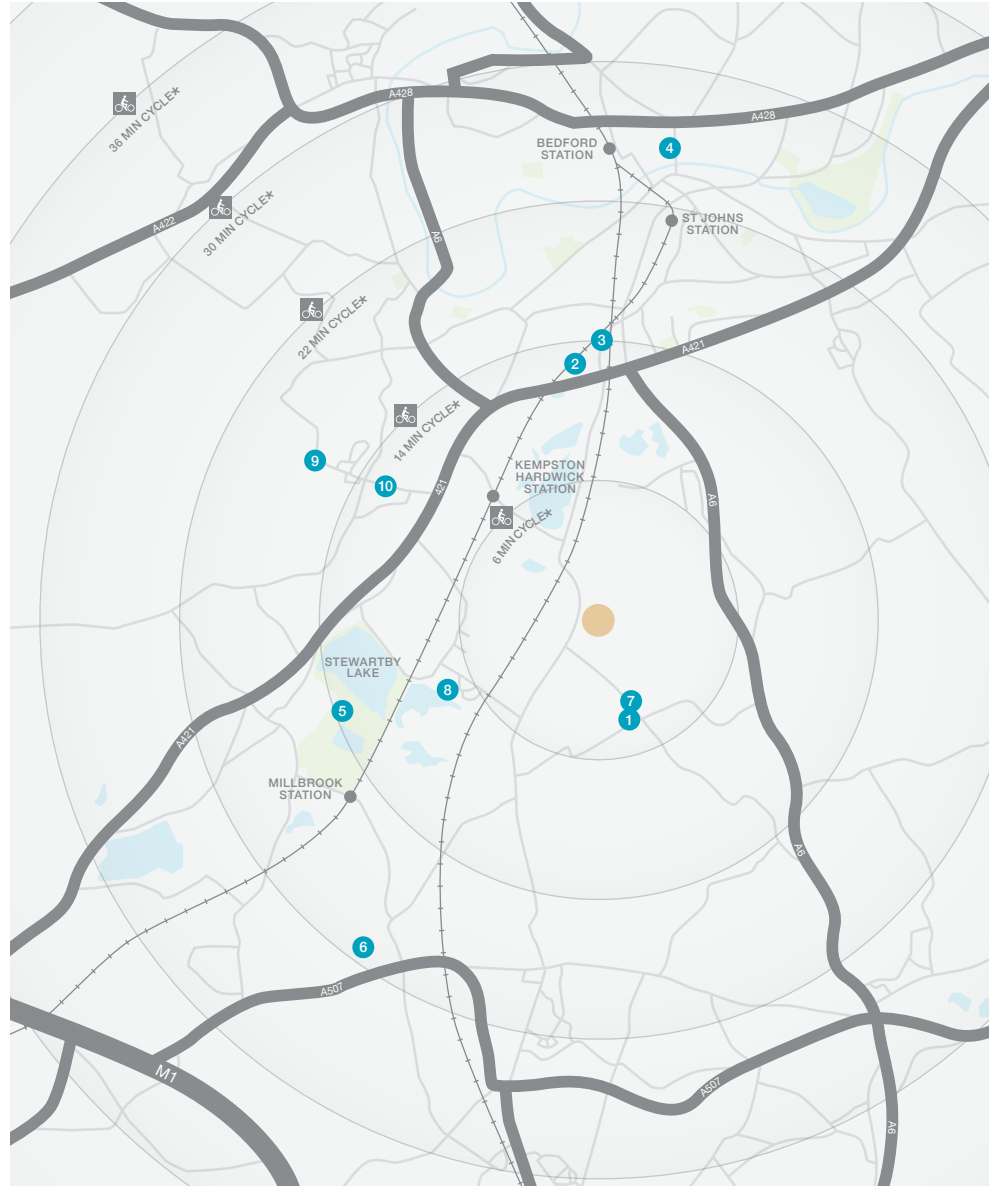 A428
36 MIN CYCLE*
A428
BEDFORD
STATION
4
30 MIN CYCLE*
A422
A6
ST JOHNS
STATION
22 MIN CYCLE*
3
A421
2
14 MIN CYCLE*
9
KEMPSTON
HARDWICK
STATION
10
421
A6
6 MIN CYCLE*
STEWARTBY
LAKE
8
7
5
1
A421
MILLBROOK
STATION
A6
6
A507
M1
A507
A6